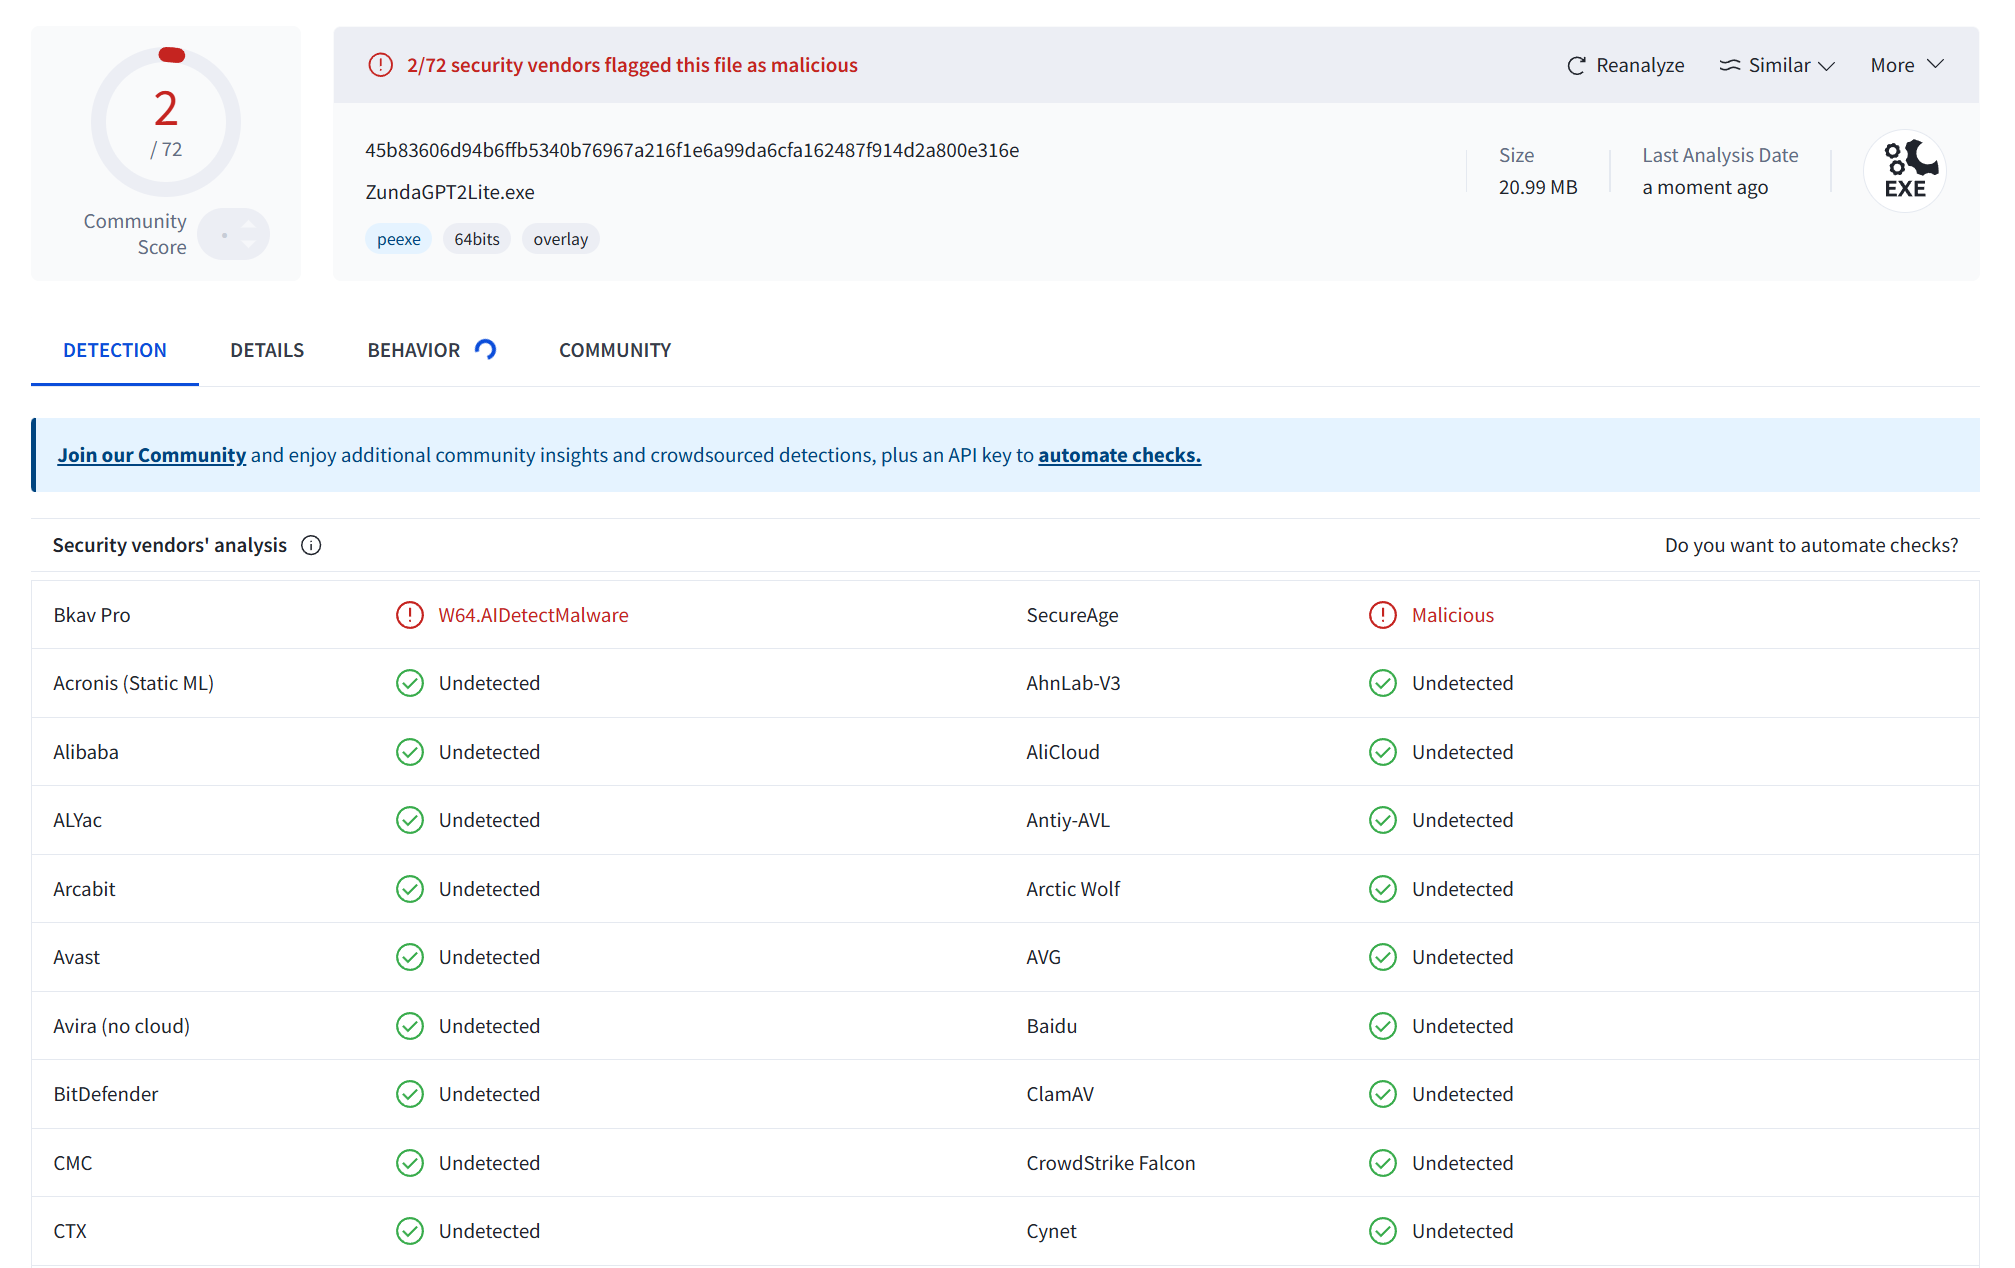 2
/ 72
Community
Score
2/72 security vendors flagged this file as malicious
Reanalyze
Similar
More
45b83606d94b6ffb5340b76967a216f1e6a99da6cfa162487f914d2a800e316e
ZundaGPT2Lite.exe
peexe
64bits
overlay
Size
20.99 MB
Last Analysis Date
a moment ago
EXE
DETECTION
DETAILS
BEHAVIOR
COMMUNITY
Join our Community and enjoy additional community insights and crowdsourced detections, plus an API key to automate checks.
Security vendors' analysis
Do you want to automate checks?
Bkav Pro
W64.AIDetectMalware
SecureAge
Malicious
Acronis (Static ML)
Undetected
AhnLab-V3
Undetected
Alibaba
Undetected
AliCloud
Undetected
ALYac
Undetected
Antiy-AVL
Undetected
Arcabit
Undetected
Arctic Wolf
Undetected
Avast
Undetected
AVG
Undetected
Avira (no cloud)
Undetected
Baidu
Undetected
BitDefender
Undetected
ClamAV
Undetected
CMC
Undetected
CrowdStrike Falcon
Undetected
CTX
Undetected
Cynet
Undetected